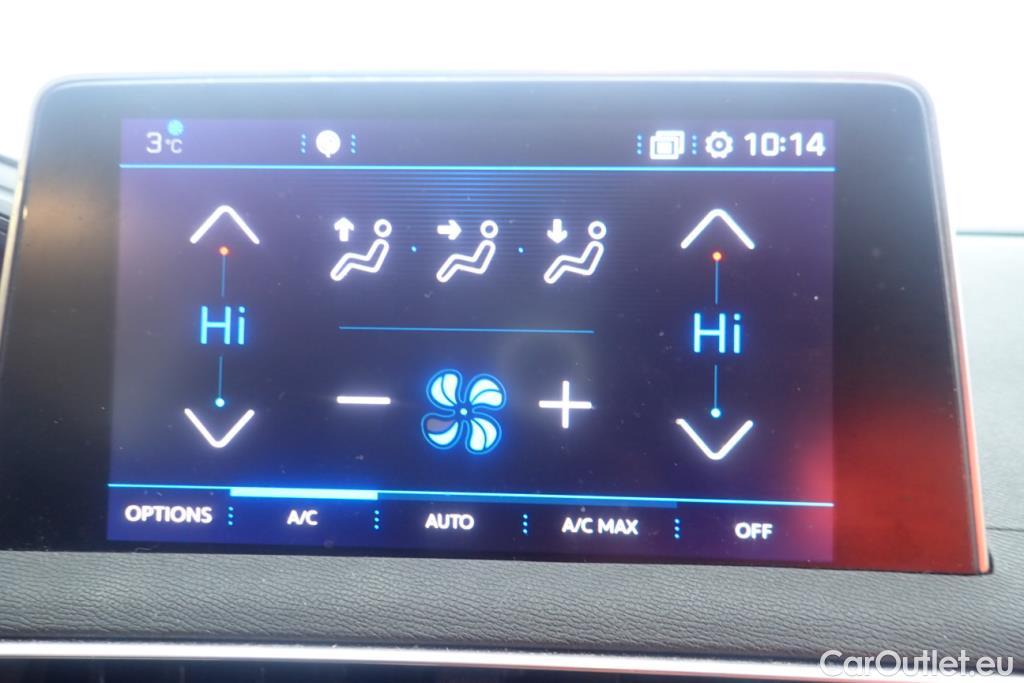 3°C 10:14
Hi Hi
− +
OPTIONS A/C AUTO A/C MAX OFF
CarOutlet.eu